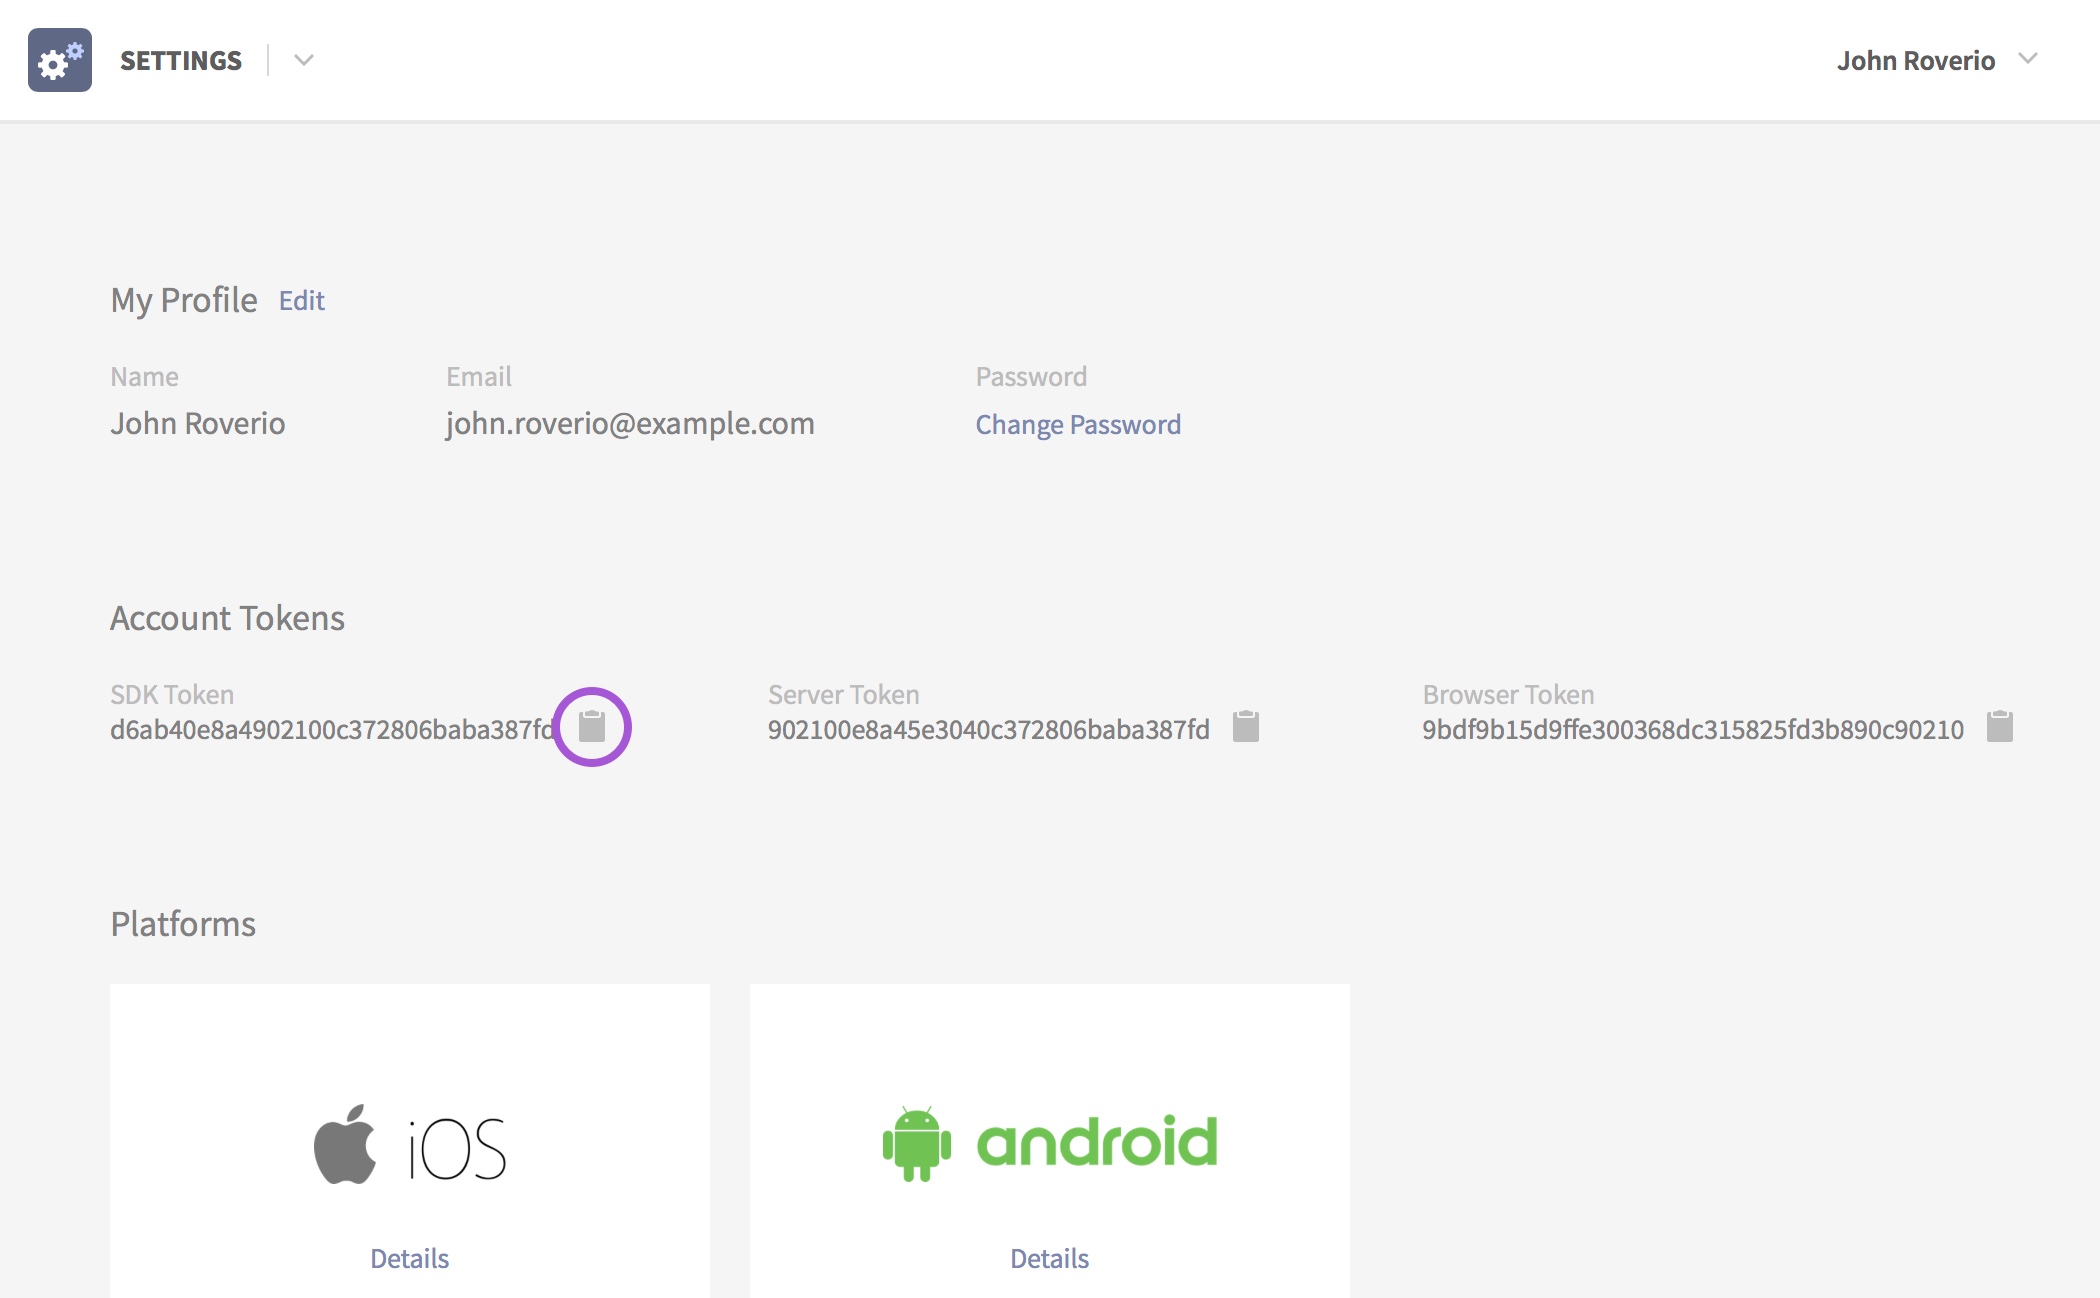 SETTINGS
John Roverio
My Profile Edit
Name Email Password
John Roverio john.roverio@example.com Change Password
Account Tokens
SDK Token Server Token Browser Token
d6ab40e8a4902100c372806baba387fd 902100e8a45e3040c372806baba387fd 9bdf9b15d9ffe300368dc315825fd3b890c90210
Platforms
iOS android
Details Details